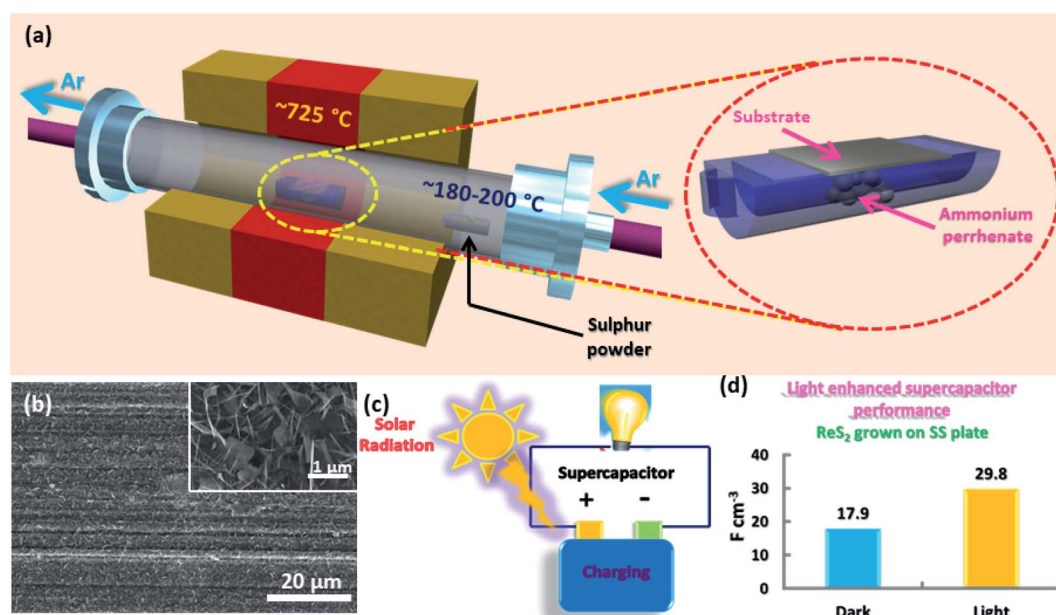 (a)
Ar
~725 °C
~180-200 °C
Ar
Sulphur
powder
Substrate
Ammonium
perrhenate
(b)
1 μm
20 μm
(c)
Solar
Radiation
Supercapacitor
+ -
Charging
(d)
Light enhanced supercapacitor
performance
ReS₂ grown on SS plate
F cm⁻³
40
30
20
10
0
17.9
29.8
Dark
Light